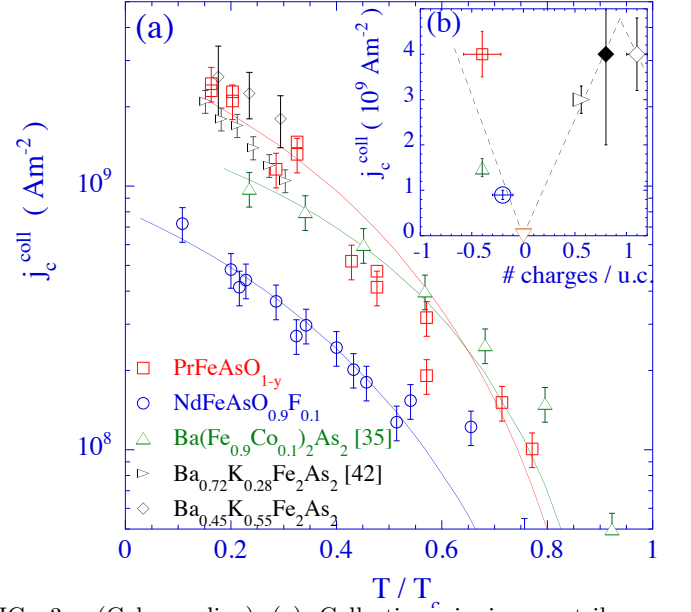 (a)
(b)
j_c^coll ( Am^-2 )
10^9
10^8
j_c^coll ( 10^9 Am^-2 )
4
3
2
1
0
-1 -0.5 0 0.5 1
# charges / u.c.
PrFeAsO_1-y
NdFeAsO_0.9F_0.1
Ba(Fe_0.9Co_0.1)_2As_2 [35]
Ba_0.72K_0.28Fe_2As_2 [42]
Ba_0.45K_0.55Fe_2As_2
0 0.2 0.4 0.6 0.8 1
T / T_c